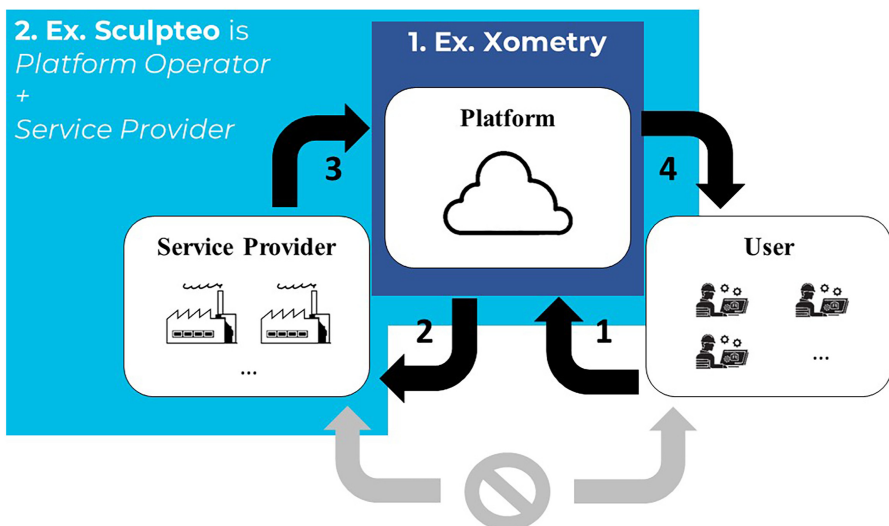 2. Ex. Sculpteo is
Platform Operator
+
Service Provider
1. Ex. Xometry
Platform
3
4
Service Provider
...
User
...
2
1